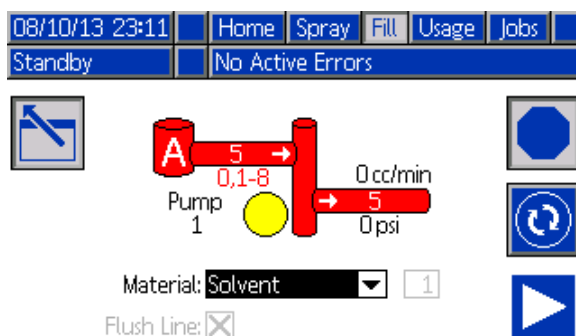 08/10/13 23:11 Home Spray Fill Usage Jobs
Standby No Active Errors
A 5
0,1-8
0 cc/min
Pump 5
1 0 psi
Material: Solvent 1
Flush Line: